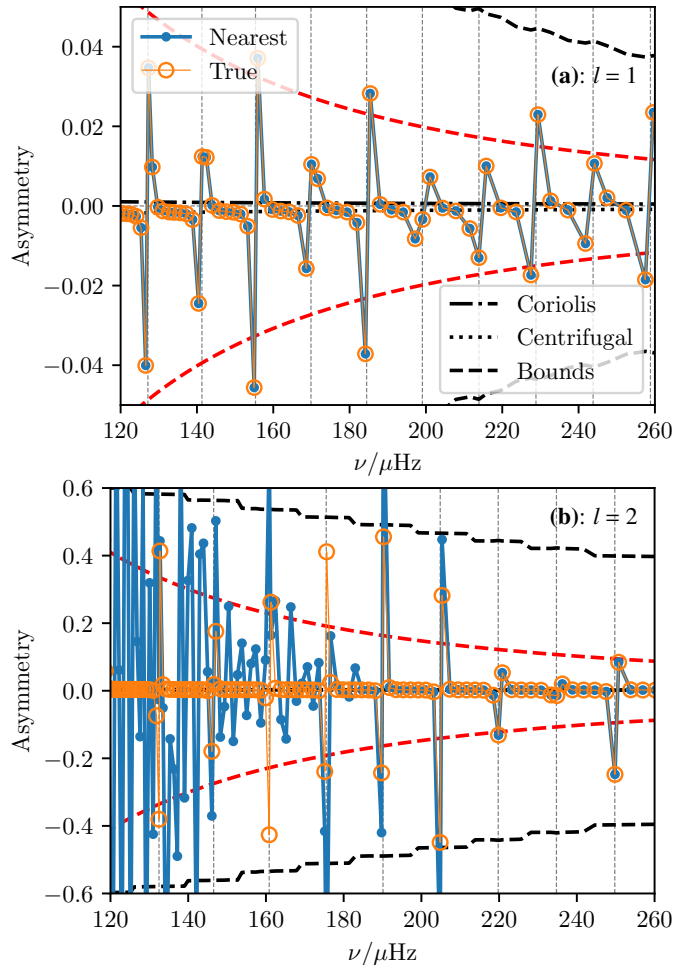 0.04
0.02
0.00
−0.02
−0.04
Asymmetry
Nearest
True
(a): l = 1
Coriolis
Centrifugal
Bounds
120 140 160 180 200 220 240 260
ν/μHz
0.6
0.4
0.2
0.0
−0.2
−0.4
−0.6
Asymmetry
(b): l = 2
120 140 160 180 200 220 240 260
ν/μHz